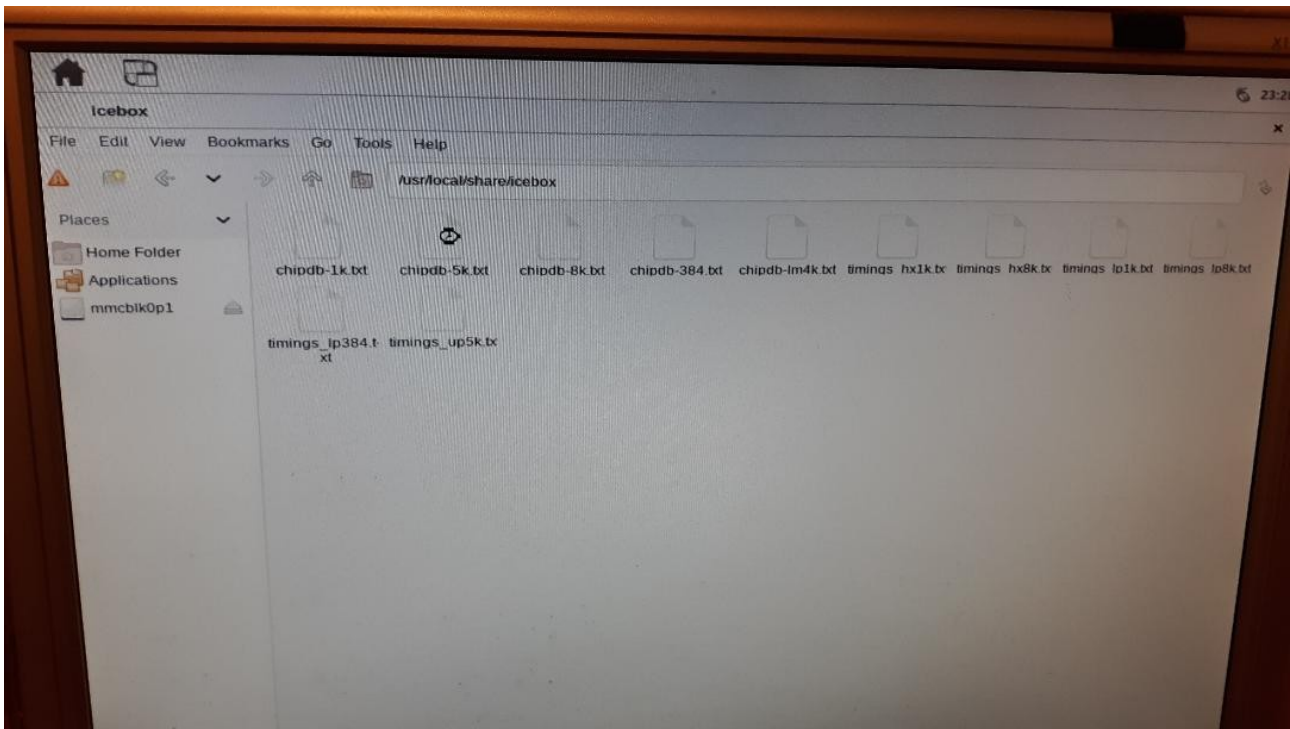 23:2
Icebox
File Edit View Bookmarks Go Tools Help
/usr/local/share/icebox
Places
Home Folder
Applications
mmcblk0p1
chipdb-1k.txt chipdb-5k.txt chipdb-8k.txt chipdb-384.txt chipdb-lm4k.txt timings_hx1k.tx timings_hx8k.tx timings_lp1k.txt timings_lp8k.txt
timings_lp384.t timings_up5k.tx
xt